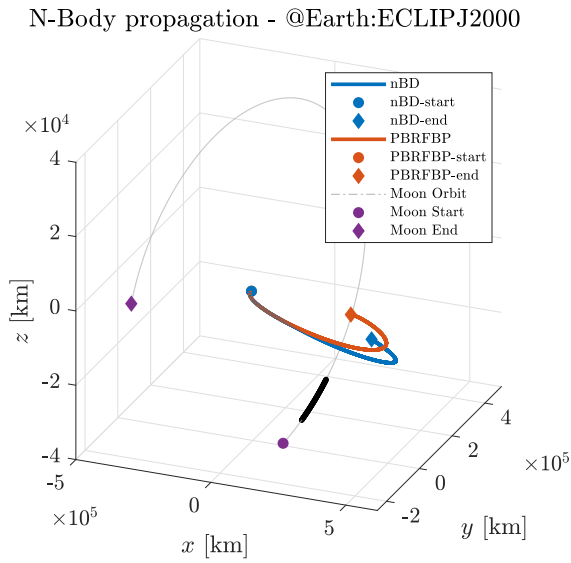 N-Body propagation - @Earth:ECLIPJ2000
nBD
nBD-start
nBD-end
PBRFBP
PBRFBP-start
PBRFBP-end
Moon Orbit
Moon Start
Moon End
×10⁴
4
2
0
-2
-4
z [km]
-5
0
5
×10⁵
x [km]
-2
0
2
4
×10⁵
y [km]